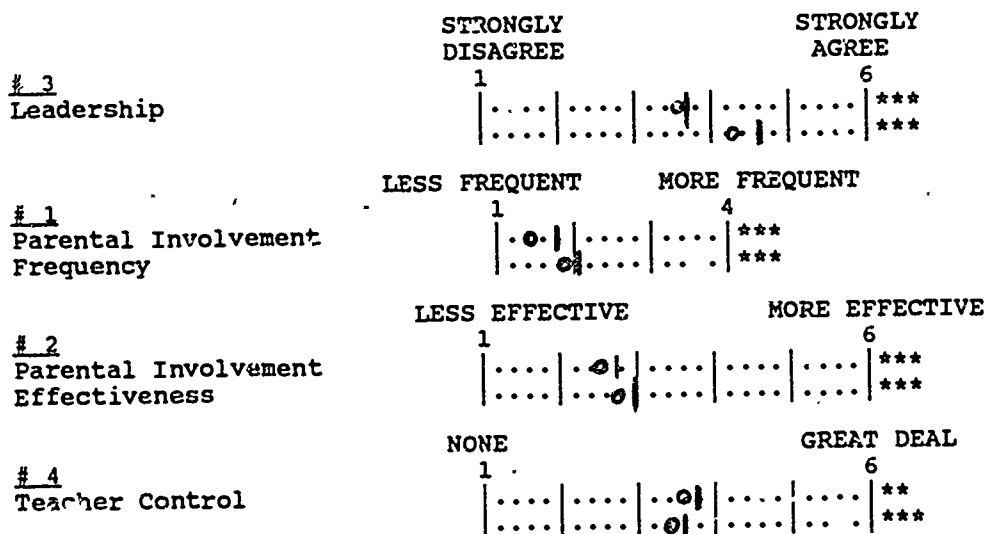 STRONGLY STRONGLY
DISAGREE AGREE
# 3 1 6
Leadership ***
***
LESS FREQUENT MORE FREQUENT
# 1 1 4
Parental Involvement ***
Frequency ***
LESS EFFECTIVE MORE EFFECTIVE
# 2 1 6
Parental Involvement ***
Effectiveness ***
NONE GREAT DEAL
# 4 1 6
Teacher Control **
***